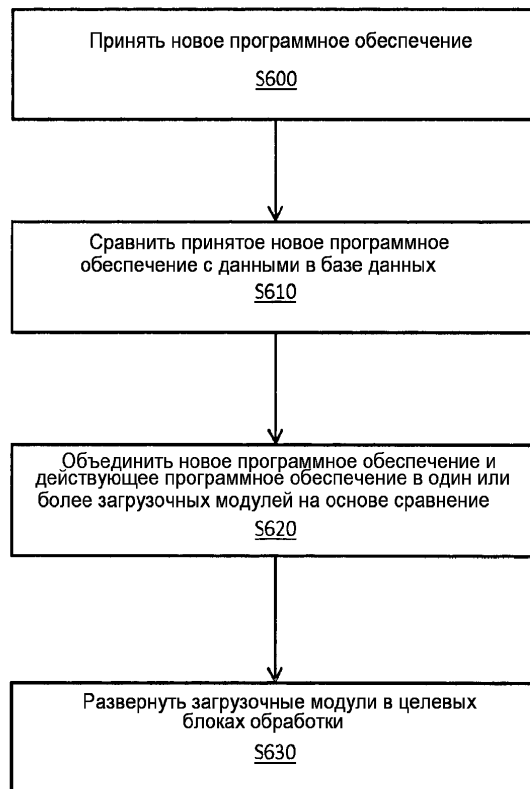 Принять новое программное обеспечение
S600
Сравнить принятое новое программное
обеспечение с данными в базе данных
S610
Объединить новое программное обеспечение и
действующее программное обеспечение в один или
более загрузочных модулей на основе сравнение
S620
Развернуть загрузочные модули в целевых
блоках обработки
S630